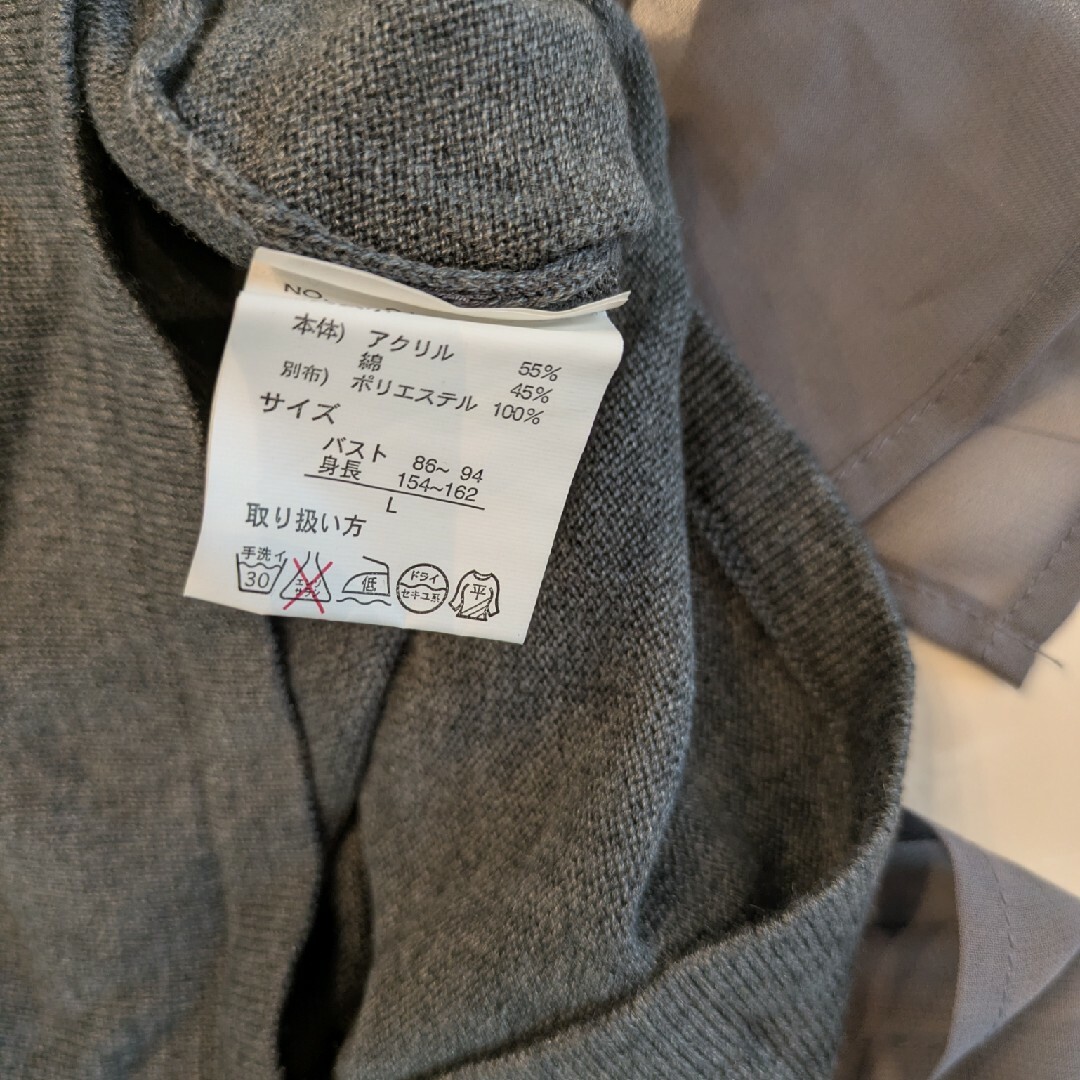 NO.
本体) アクリル 55%
綿 45%
別布) ポリエステル 100%
サイズ
バスト 86~ 94
身長 154~162
L
取り扱い方
手洗イ
30
低
ドライ
セキユ系
平